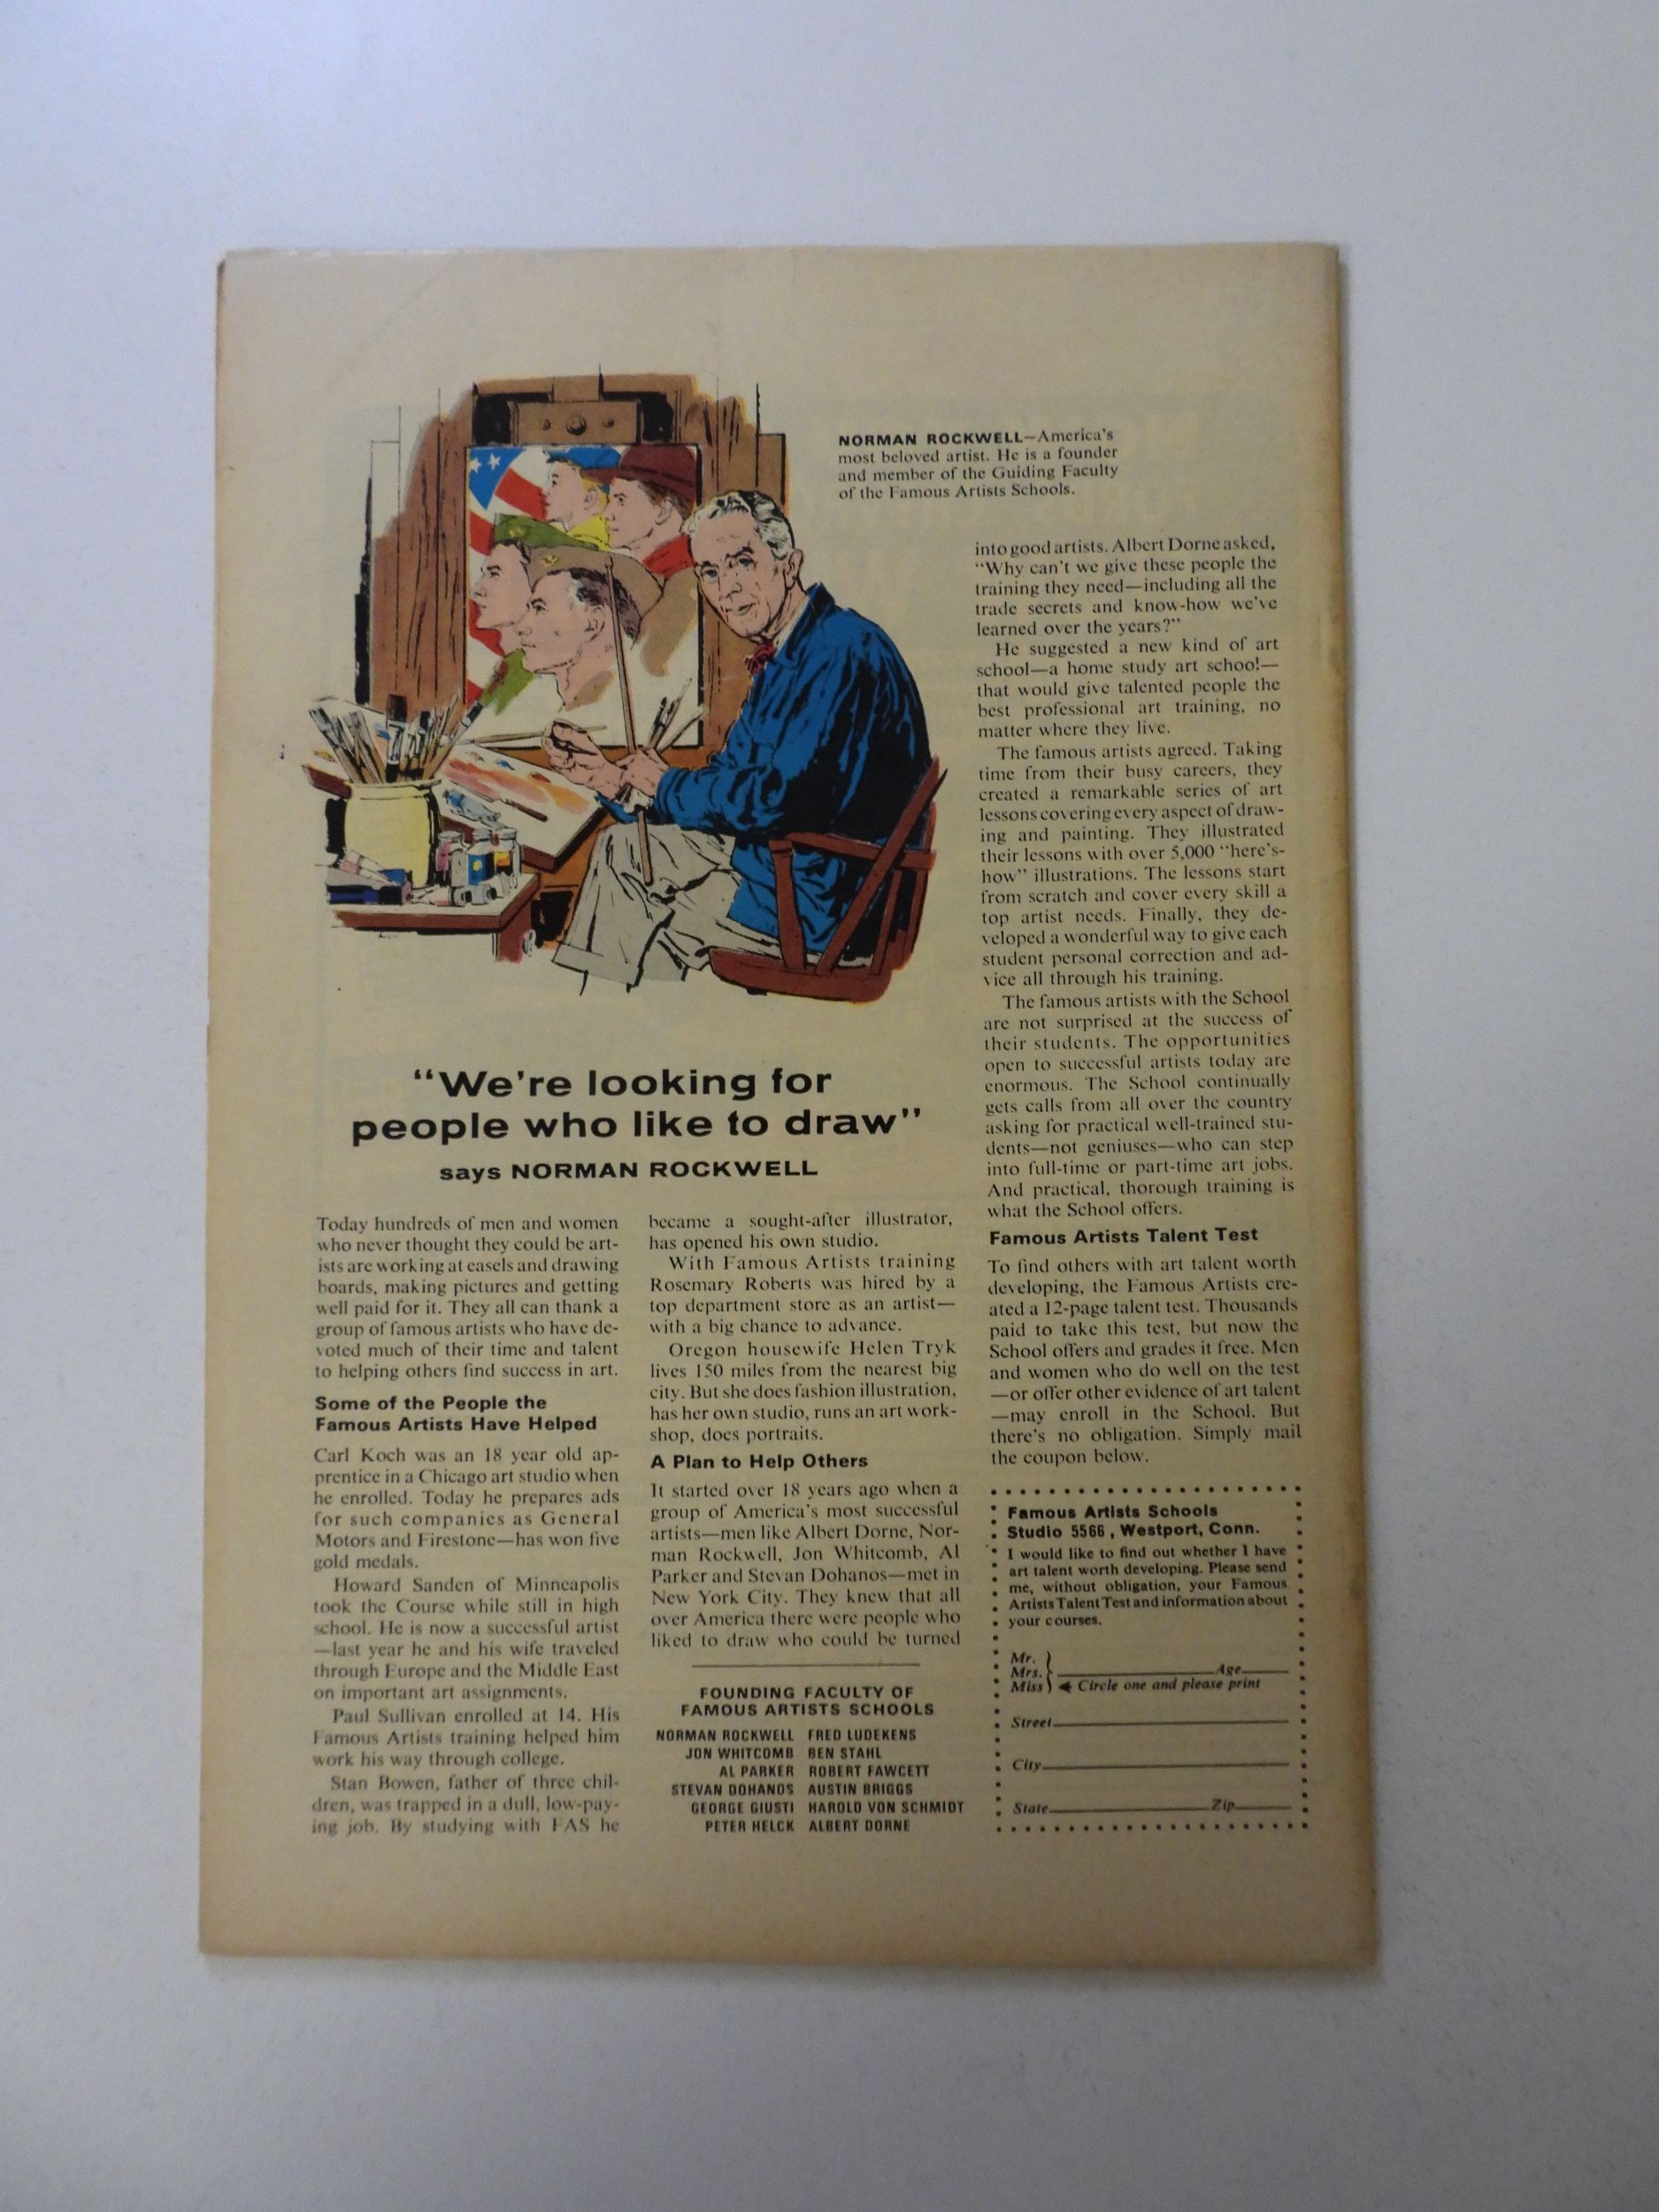 NORMAN ROCKWELL—America's
most beloved artist. He is a founder
and member of the Guiding Faculty
of the Famous Artists Schools.
"We're looking for
people who like to draw"
says NORMAN ROCKWELL
Today hundreds of men and women
who never thought they could be art-
ists are working at easels and drawing
boards, making pictures and getting
well paid for it. They all can thank a
group of famous artists who have de-
voted much of their time and talent
to helping others find success in art.
Some of the People the
Famous Artists Have Helped
Carl Koch was an 18 year old ap-
prentice in a Chicago art studio when
he enrolled. Today he prepares ads
for such companies as General
Motors and Firestone—has won five
gold medals.
Howard Sanden of Minneapolis
took the Course while still in high
school. He is now a successful artist
—last year he and his wife traveled
through Europe and the Middle East
on important art assignments.
Paul Sullivan enrolled at 14. His
Famous Artists training helped him
work his way through college.
Stan Bowen, father of three chil-
dren, was trapped in a dull, low-pay-
ing job. By studying with FAS he
became a sought-after illustrator,
has opened his own studio.
With Famous Artists training
Rosemary Roberts was hired by a
top department store as an artist—
with a big chance to advance.
Oregon housewife Helen Tryk
lives 150 miles from the nearest big
city. But she does fashion illustration,
has her own studio, runs an art work-
shop, does portraits.
A Plan to Help Others
It started over 18 years ago when a
group of America's most successful
artists—men like Albert Dorne, Nor-
man Rockwell, Jon Whitcomb, Al
Parker and Stevan Dohanos—met in
New York City. They knew that all
over America there were people who
liked to draw who could be turned
FOUNDING FACULTY OF
FAMOUS ARTISTS SCHOOLS
NORMAN ROCKWELL FRED LUDEKENS
JON WHITCOMB BEN STAHL
AL PARKER ROBERT FAWCETT
STEVAN DOHANOS AUSTIN BRIGGS
GEORGE GIUSTI HAROLD VON SCHMIDT
PETER HELCK ALBERT DORNE
into good artists. Albert Dorne asked,
"Why can't we give these people the
training they need—including all the
trade secrets and know-how we've
learned over the years?"
He suggested a new kind of art
school—a home study art school—
that would give talented people the
best professional art training, no
matter where they live.
The famous artists agreed. Taking
time from their busy careers, they
created a remarkable series of art
lessons covering every aspect of draw-
ing and painting. They illustrated
their lessons with over 5,000 "here's-
how" illustrations. The lessons start
from scratch and cover every skill a
top artist needs. Finally, they de-
veloped a wonderful way to give each
student personal correction and ad-
vice all through his training.
The famous artists with the School
are not surprised at the success of
their students. The opportunities
open to successful artists today are
enormous. The School continually
gets calls from all over the country
asking for practical well-trained stu-
dents—not geniuses—who can step
into full-time or part-time art jobs.
And practical, thorough training is
what the School offers.
Famous Artists Talent Test
To find others with art talent worth
developing, the Famous Artists cre-
ated a 12-page talent test. Thousands
paid to take this test, but now the
School offers and grades it free. Men
and women who do well on the test
—or offer other evidence of art talent
—may enroll in the School. But
there's no obligation. Simply mail
the coupon below.
Famous Artists Schools
Studio 5566, Westport, Conn.
I would like to find out whether I have
art talent worth developing. Please send
me, without obligation, your Famous
Artists Talent Test and information about
your courses.
Mr.
Mrs. Age
Miss Circle one and please print
Street
City
State Zip